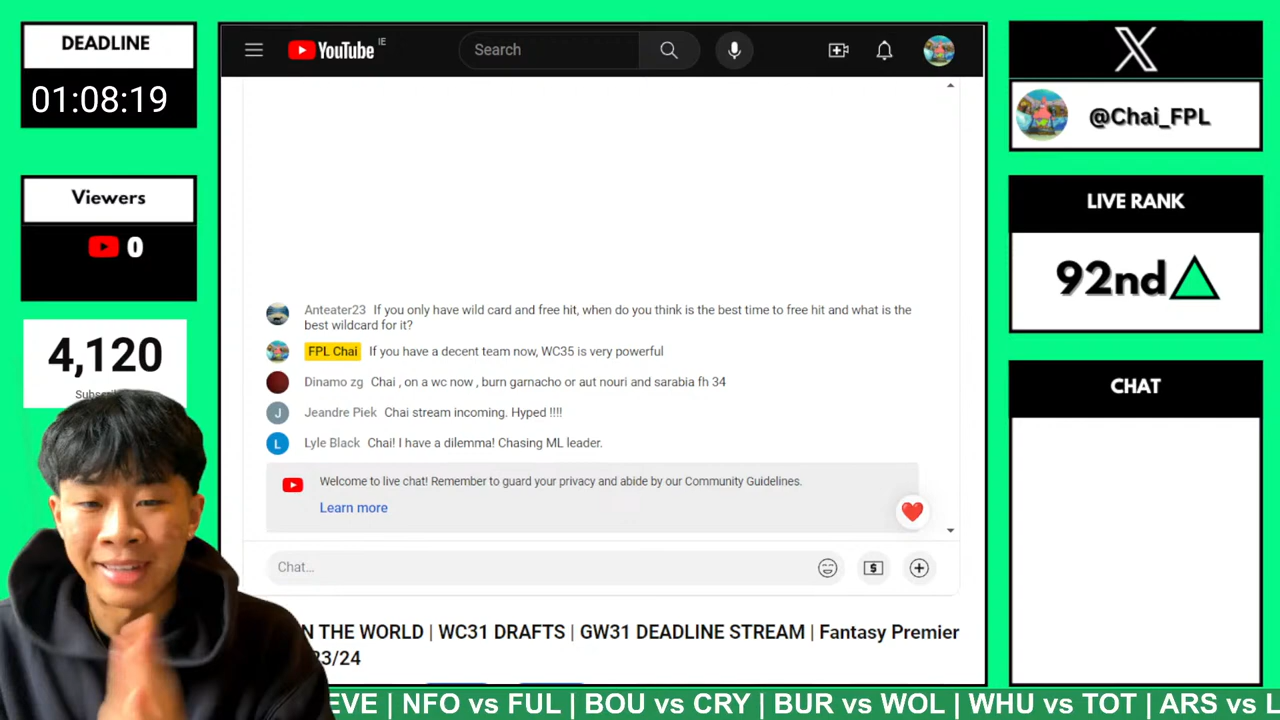 DEADLINE
01:08:19
Viewers
0
4,120
YouTube IE
Search
Anteater23 If you only have wild card and free hit, when do you think is the best time to free hit and what is the
best wildcard for it?
FPL Chai If you have a decent team now, WC35 is very powerful
Dinamo zg Chai , on a wc now , burn garnacho or aut nouri and sarabia fh 34
J Jeandre Piek Chai stream incoming. Hyped !!!!
L Lyle Black Chai! I have a dilemma! Chasing ML leader.
Welcome to live chat! Remember to guard your privacy and abide by our Community Guidelines.
Learn more
Chat...
N THE WORLD | WC31 DRAFTS | GW31 DEADLINE STREAM | Fantasy Premier
3/24
X
@Chai_FPL
LIVE RANK
92nd
CHAT
EVE | NFO vs FUL | BOU vs CRY | BUR vs WOL | WHU vs TOT | ARS vs L